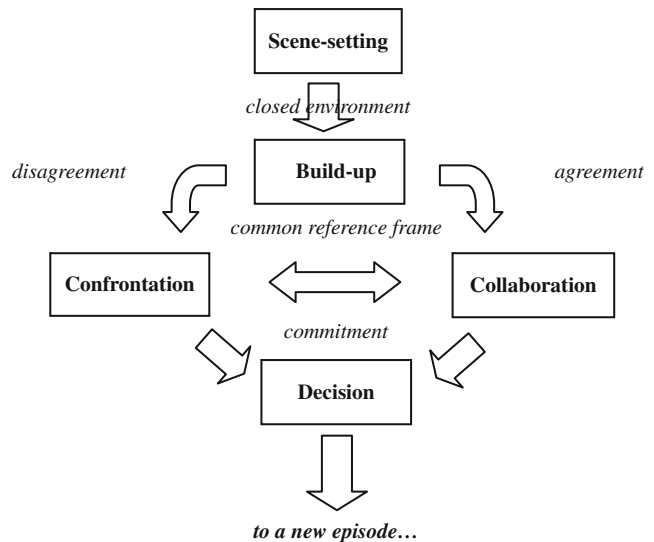 Scene-setting
closed environment
disagreement
Build-up
agreement
common reference frame
Confrontation
Collaboration
commitment
Decision
to a new episode…